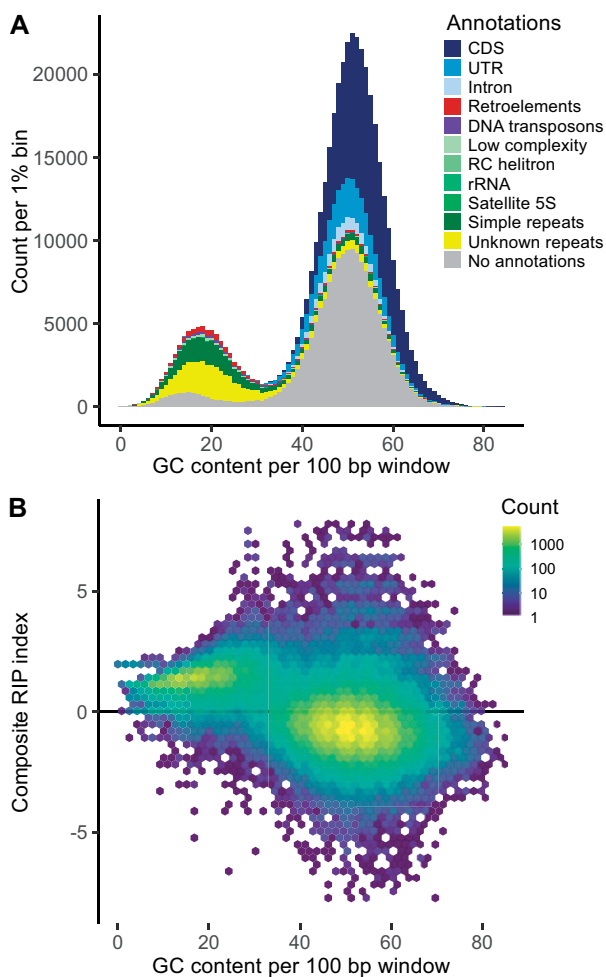 A
Annotations
CDS
UTR
Intron
Retroelements
DNA transposons
Low complexity
RC helitron
rRNA
Satellite 5S
Simple repeats
Unknown repeats
No annotations
Count per 1% bin
20000
15000
10000
5000
0
0 20 40 60 80
GC content per 100 bp window
B
Count
1000
100
10
1
Composite RIP index
5
0
-5
0 20 40 60 80
GC content per 100 bp window